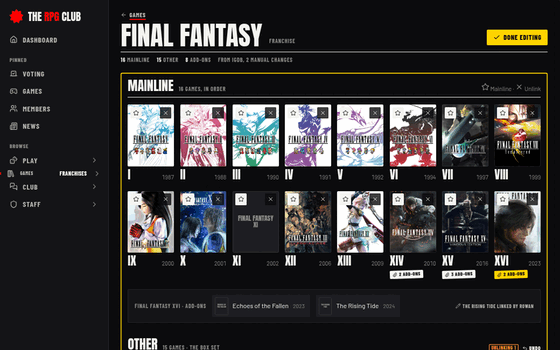 THE RPG CLUB
DASHBOARD
PINNED
VOTING
GAMES
MEMBERS
NEWS
BROWSE
PLAY
GAMES FRANCHISES
CLUB
STAFF
← GAMES
FINAL FANTASY FRANCHISE
DONE EDITING
16 MAINLINE 15 OTHER 8 ADD-ONS FROM IGDB, 2 MANUAL CHANGES
MAINLINE 16 GAMES, IN ORDER
Mainline Unlink
I 1987
II 1988
III 1990
IV 1991
V 1992
VI 1994
VII 1997
VIII 1999
FINAL FANTASY
XI
IX 2000
X 2001
XI 2002
XII 2006
XIII 2009
XIV 2010
XV 2016
XVI 2023
2 ADD-ONS
3 ADD-ONS
2 ADD-ONS
FINAL FANTASY XVI · ADD-ONS
Echoes of the Fallen 2023
The Rising Tide 2024
THE RISING TIDE LINKED BY ROWAN
OTHER 15 GAMES · THE BOX SET
UNLINKING 1
UNDO